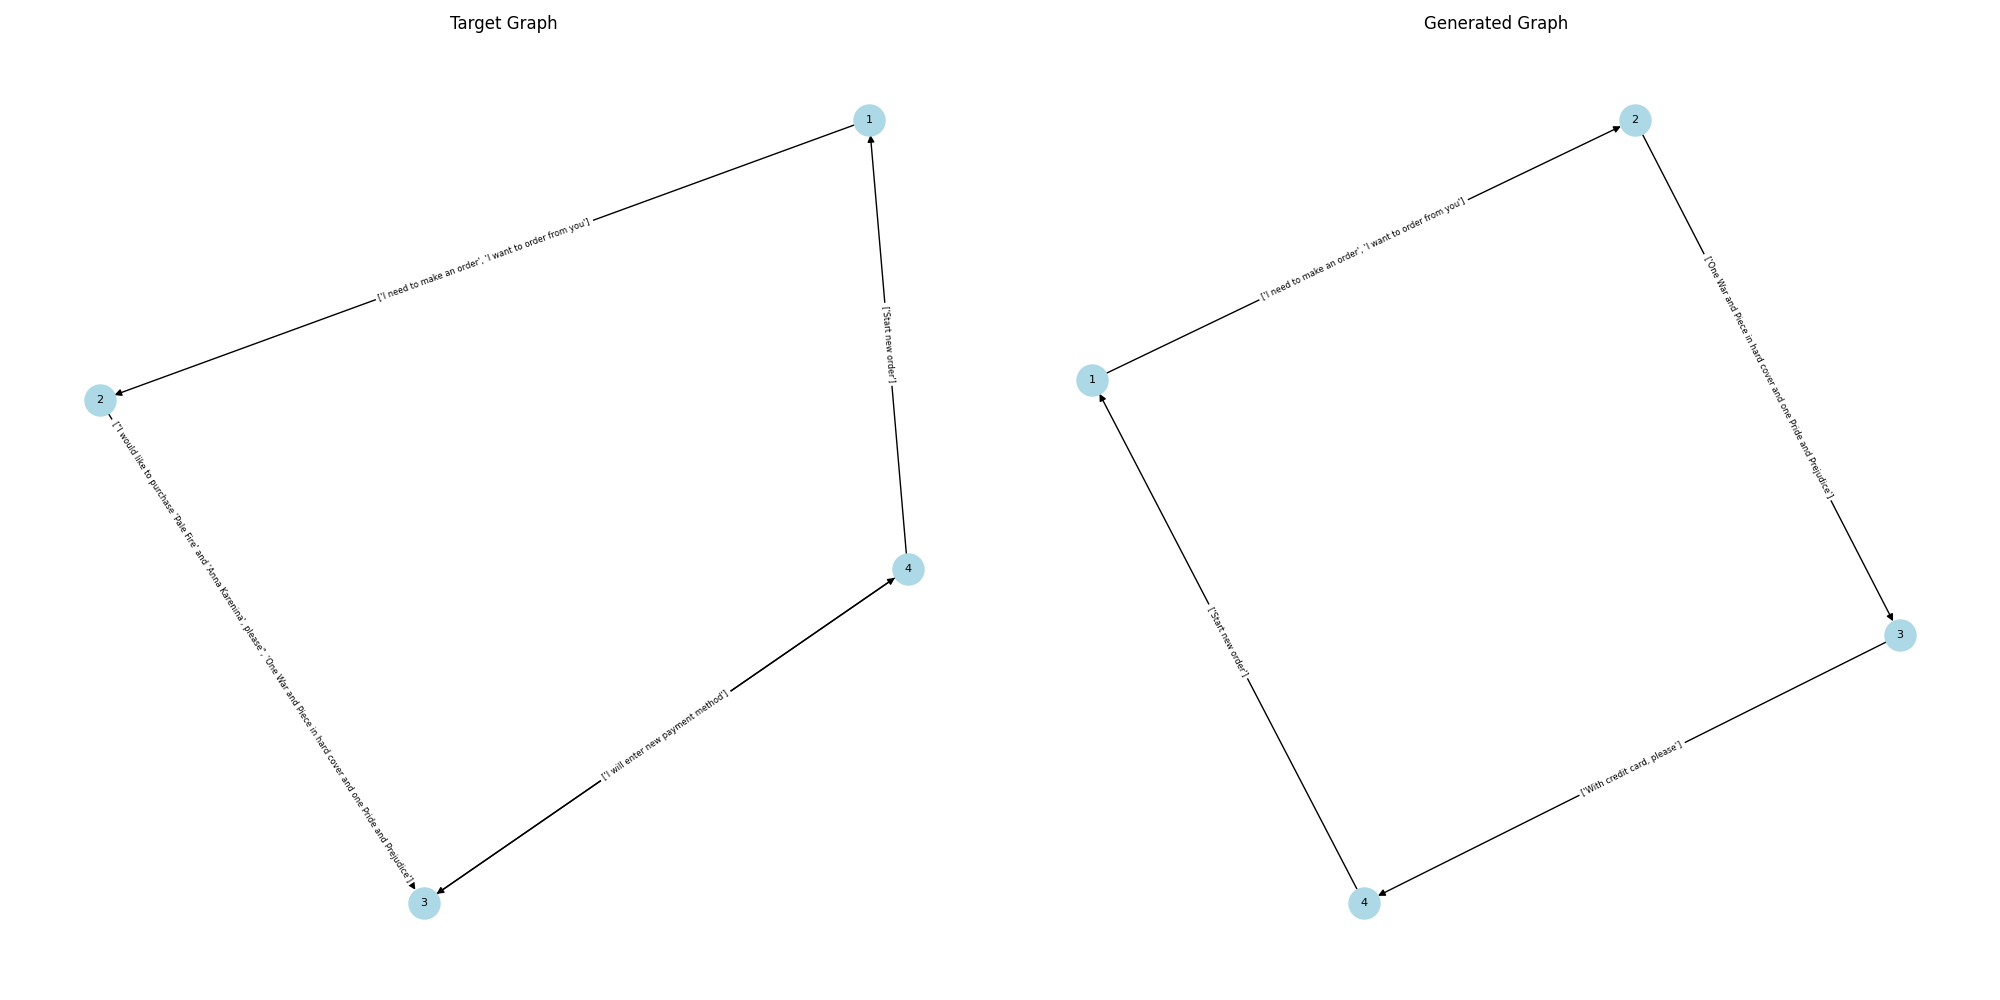 Target Graph
1
['I need to make an order', 'I want to order from you']
['Start new order']
2
["I would like to purchase 'Pale Fire' and 'Anna Karenina', please", 'One War and Piece in hard cover and one Pride and Prejudice']
4
['I will enter new payment method']
3
Generated Graph
2
['I need to make an order', 'I want to order from you']
['One War and Piece in hard cover and one Pride and Prejudice']
1
['Start new order']
3
['With credit card, please']
4